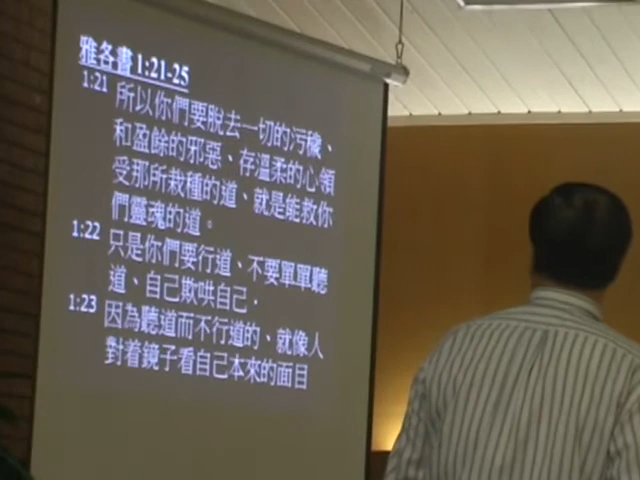 雅各書 1:21-25
1:21 所以你們要脫去一切的污穢、
和盈餘的邪惡、存溫柔的心領
受那所栽種的道、就是能救你
們靈魂的道。
1:22 只是你們要行道、不要單單聽
道、自己欺哄自己．
1:23 因為聽道而不行道的、就像人
對着鏡子看自己本來的面目